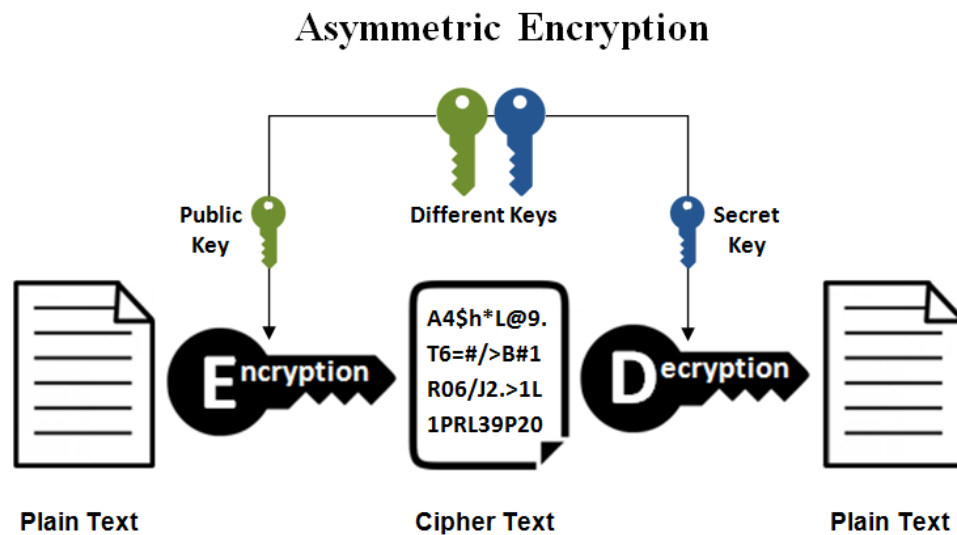 Asymmetric Encryption
Public
Key
Different Keys
Secret
Key
Encryption
A4$h*L@9.
T6=#/>B#1
R06/J2.>1L
1PRL39P20
Decryption
Plain Text
Cipher Text
Plain Text